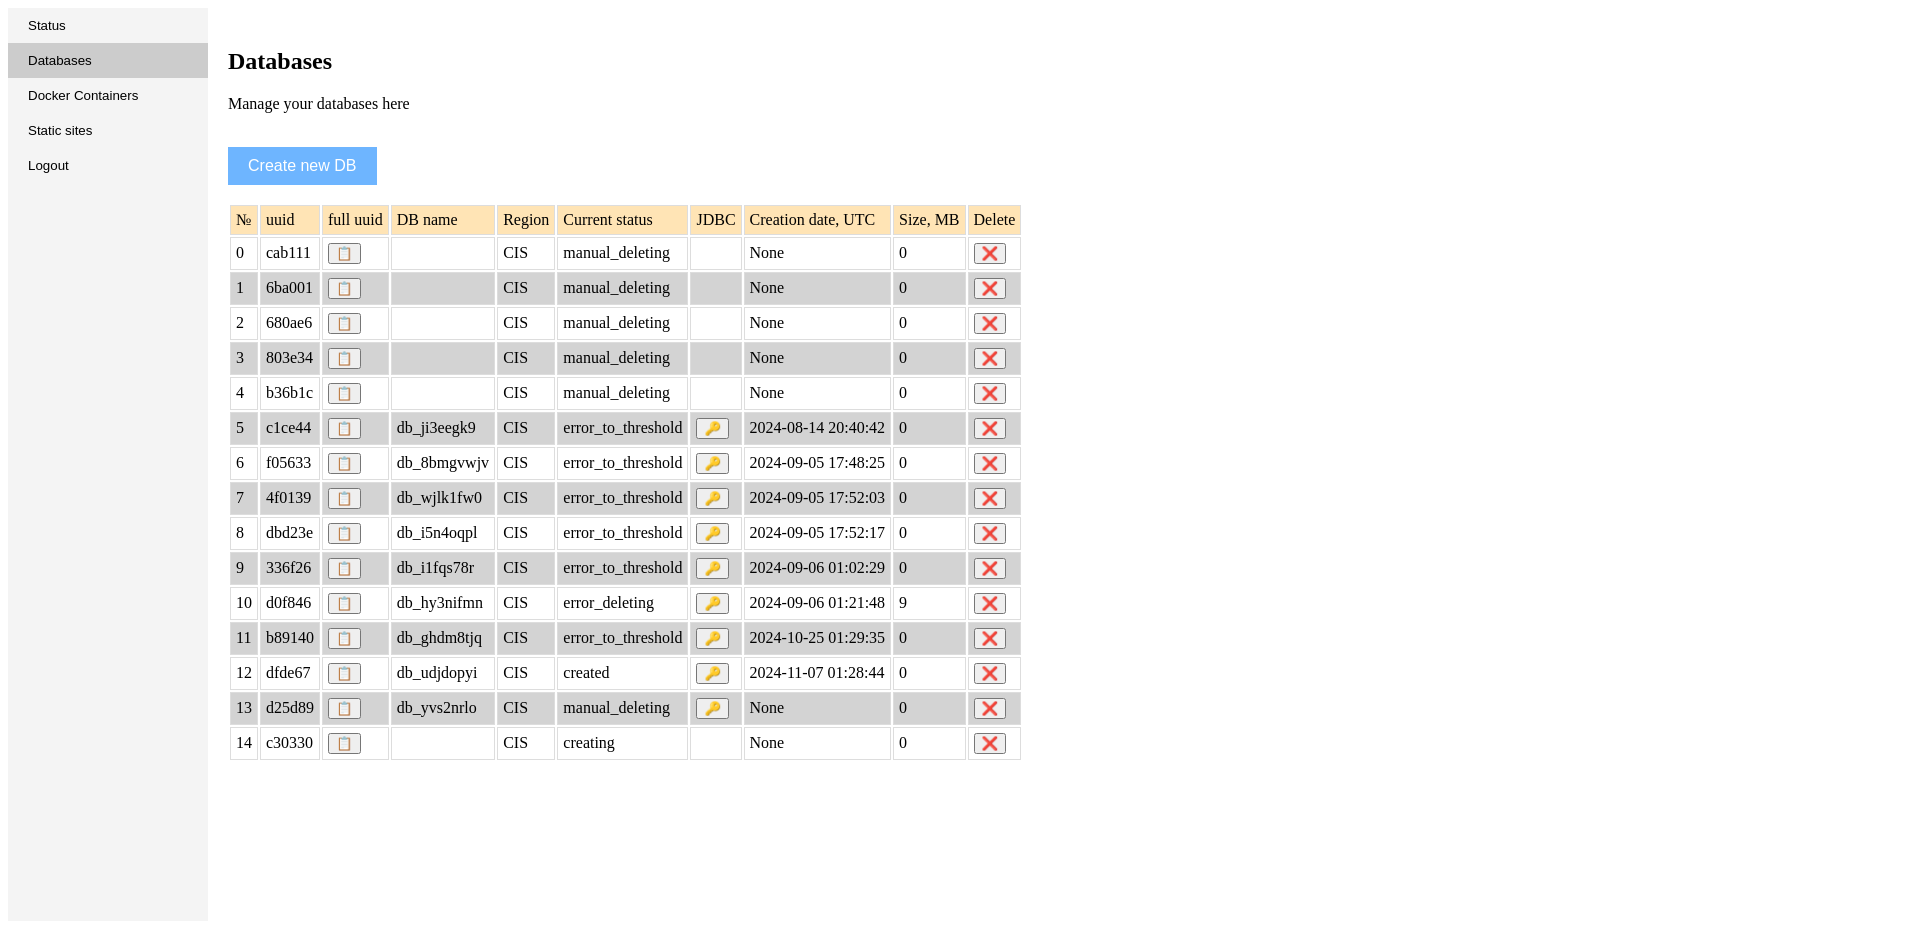 Status
Databases
Docker Containers
Static sites
Logout
Databases
Manage your databases here
Create new DB
№ uuid full uuid DB name Region Current status JDBC Creation date, UTC Size, MB Delete
0 cab111 CIS manual_deleting None 0
1 6ba001 CIS manual_deleting None 0
2 680ae6 CIS manual_deleting None 0
3 803e34 CIS manual_deleting None 0
4 b36b1c CIS manual_deleting None 0
5 c1ce44 db_ji3eegk9 CIS error_to_threshold 2024-08-14 20:40:42 0
6 f05633 db_8bmgvwjv CIS error_to_threshold 2024-09-05 17:48:25 0
7 4f0139 db_wjlk1fw0 CIS error_to_threshold 2024-09-05 17:52:03 0
8 dbd23e db_i5n4oqpl CIS error_to_threshold 2024-09-05 17:52:17 0
9 336f26 db_i1fqs78r CIS error_to_threshold 2024-09-06 01:02:29 0
10 d0f846 db_hy3nifmn CIS error_deleting 2024-09-06 01:21:48 9
11 b89140 db_ghdm8tjq CIS error_to_threshold 2024-10-25 01:29:35 0
12 dfde67 db_udjdopyi CIS created 2024-11-07 01:28:44 0
13 d25d89 db_yvs2nrlo CIS manual_deleting None 0
14 c30330 CIS creating None 0